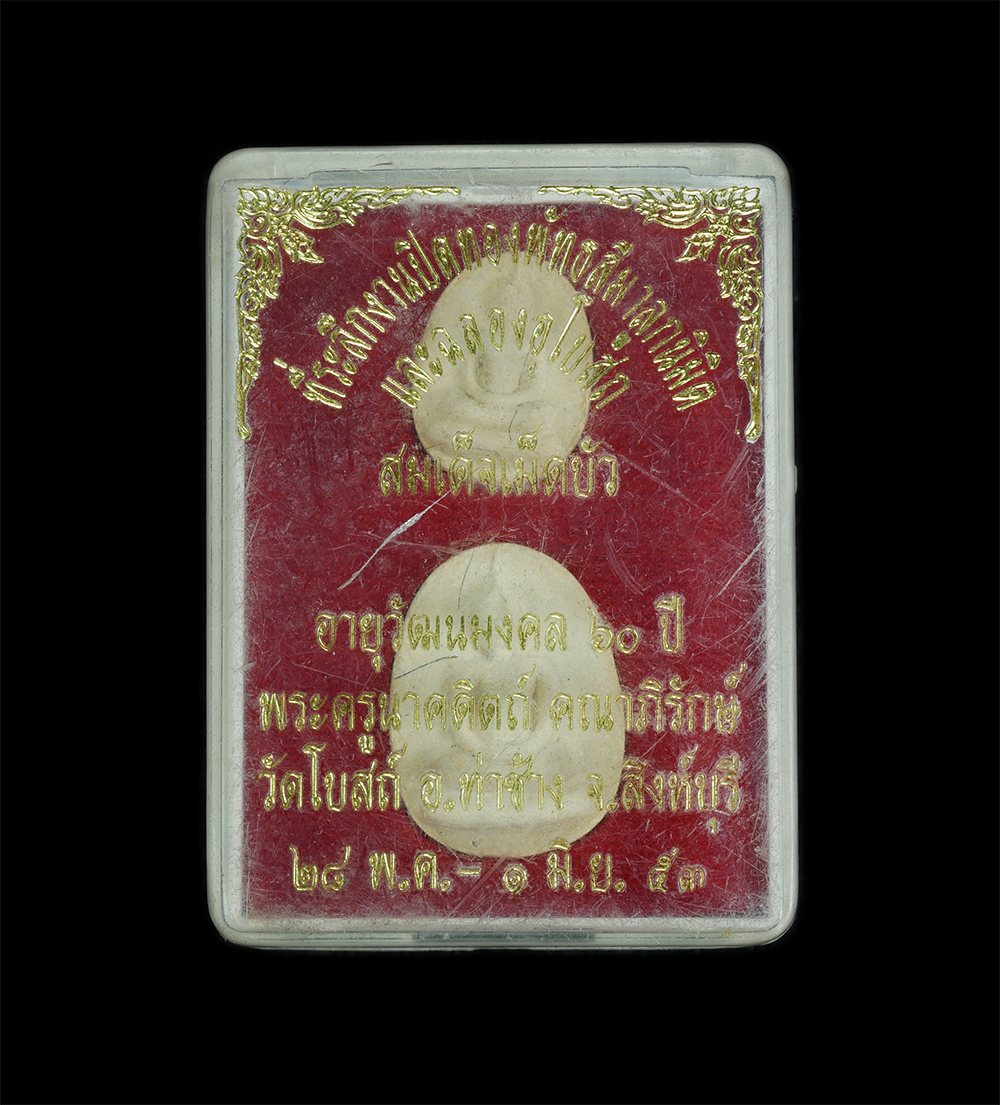 ที่ระลึกงานปิดทองพัทธสีมาลูกนิมิต
และฉลองอุโบสถ
สมเด็จเม็ดบัว
อายุวัฒนมงคล ๖๐ ปี
พระครูนาคดิตถ์ คณาภิรักษ์
วัดโบสถ์ อ.ท่าช้าง จ.สิงห์บุรี
๒๘ พ.ค.- ๑ มิ.ย. ๕๓